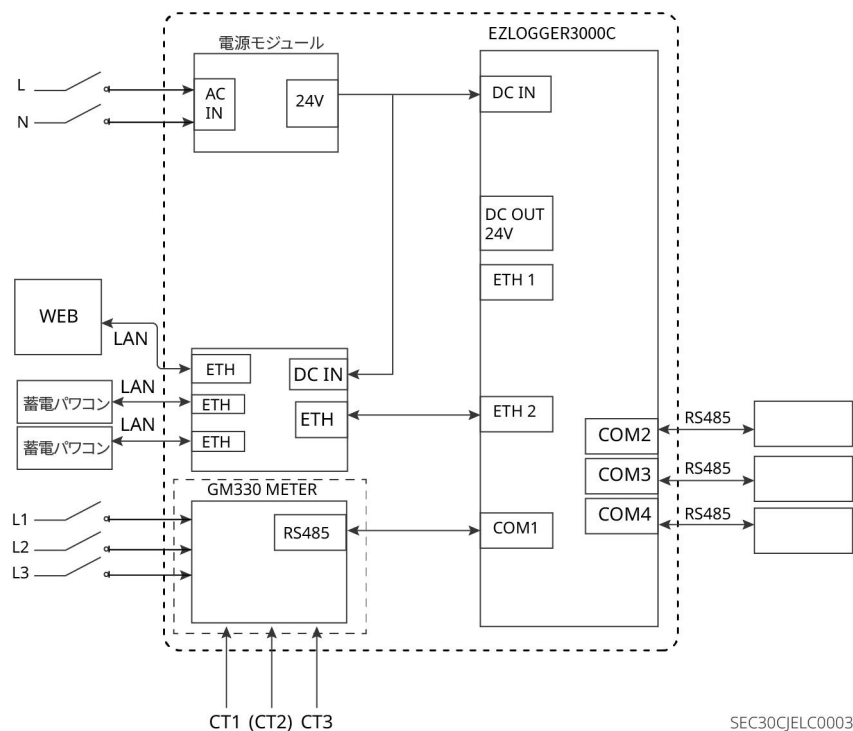 電源モジュール
EZLOGGER3000C
L
N
AC
IN
24V
DC IN
DC OUT
24V
ETH 1
WEB
LAN
ETH
DC IN
LAN
蓄電パワコン
ETH
ETH
ETH 2
LAN
蓄電パワコン
ETH
COM2
RS485
COM3
RS485
COM4
RS485
GM330 METER
L1
L2
L3
RS485
COM1
CT1 (CT2) CT3
SEC30CJELC0003